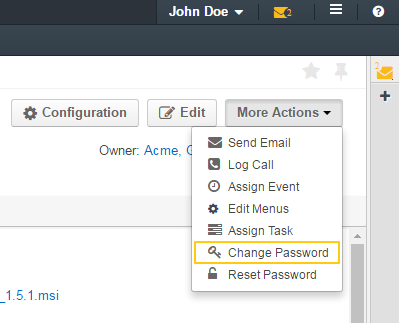 John Doe 2 ?
2
Configuration Edit More Actions
Owner: Acme,
Send Email
Log Call
Assign Event
Edit Menus
Assign Task
Change Password
_1.5.1.msi
Reset Password